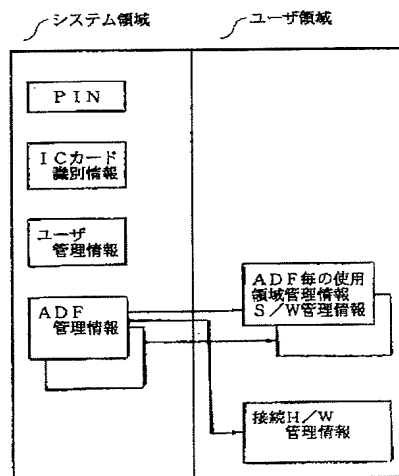 システム領域
ユーザ領域
PIN
ICカード
識別情報
ユーザ
管理情報
ADF
管理情報
ADF毎の使用
領域管理情報
S/W管理情報
接続H/W
管理情報